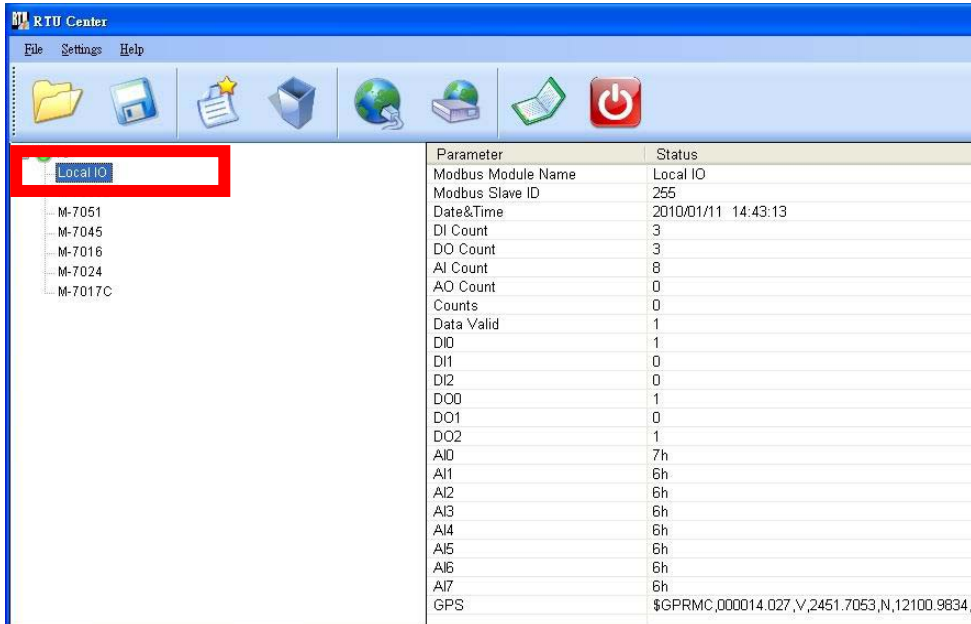 RTU Center
File Settings Help
Local IO
M-7051
M-7045
M-7016
M-7024
M-7017C
Parameter Status
Modbus Module Name Local IO
Modbus Slave ID 255
Date&Time 2010/01/11 14:43:13
DI Count 3
DO Count 3
AI Count 8
AO Count 0
Counts 0
Data Valid 1
DI0 1
DI1 0
DI2 0
DO0 1
DO1 0
DO2 1
AI0 7h
AI1 6h
AI2 6h
AI3 6h
AI4 6h
AI5 6h
AI6 6h
AI7 6h
GPS $GPRMC,000014.027,V,2451.7053,N,12100.9834,